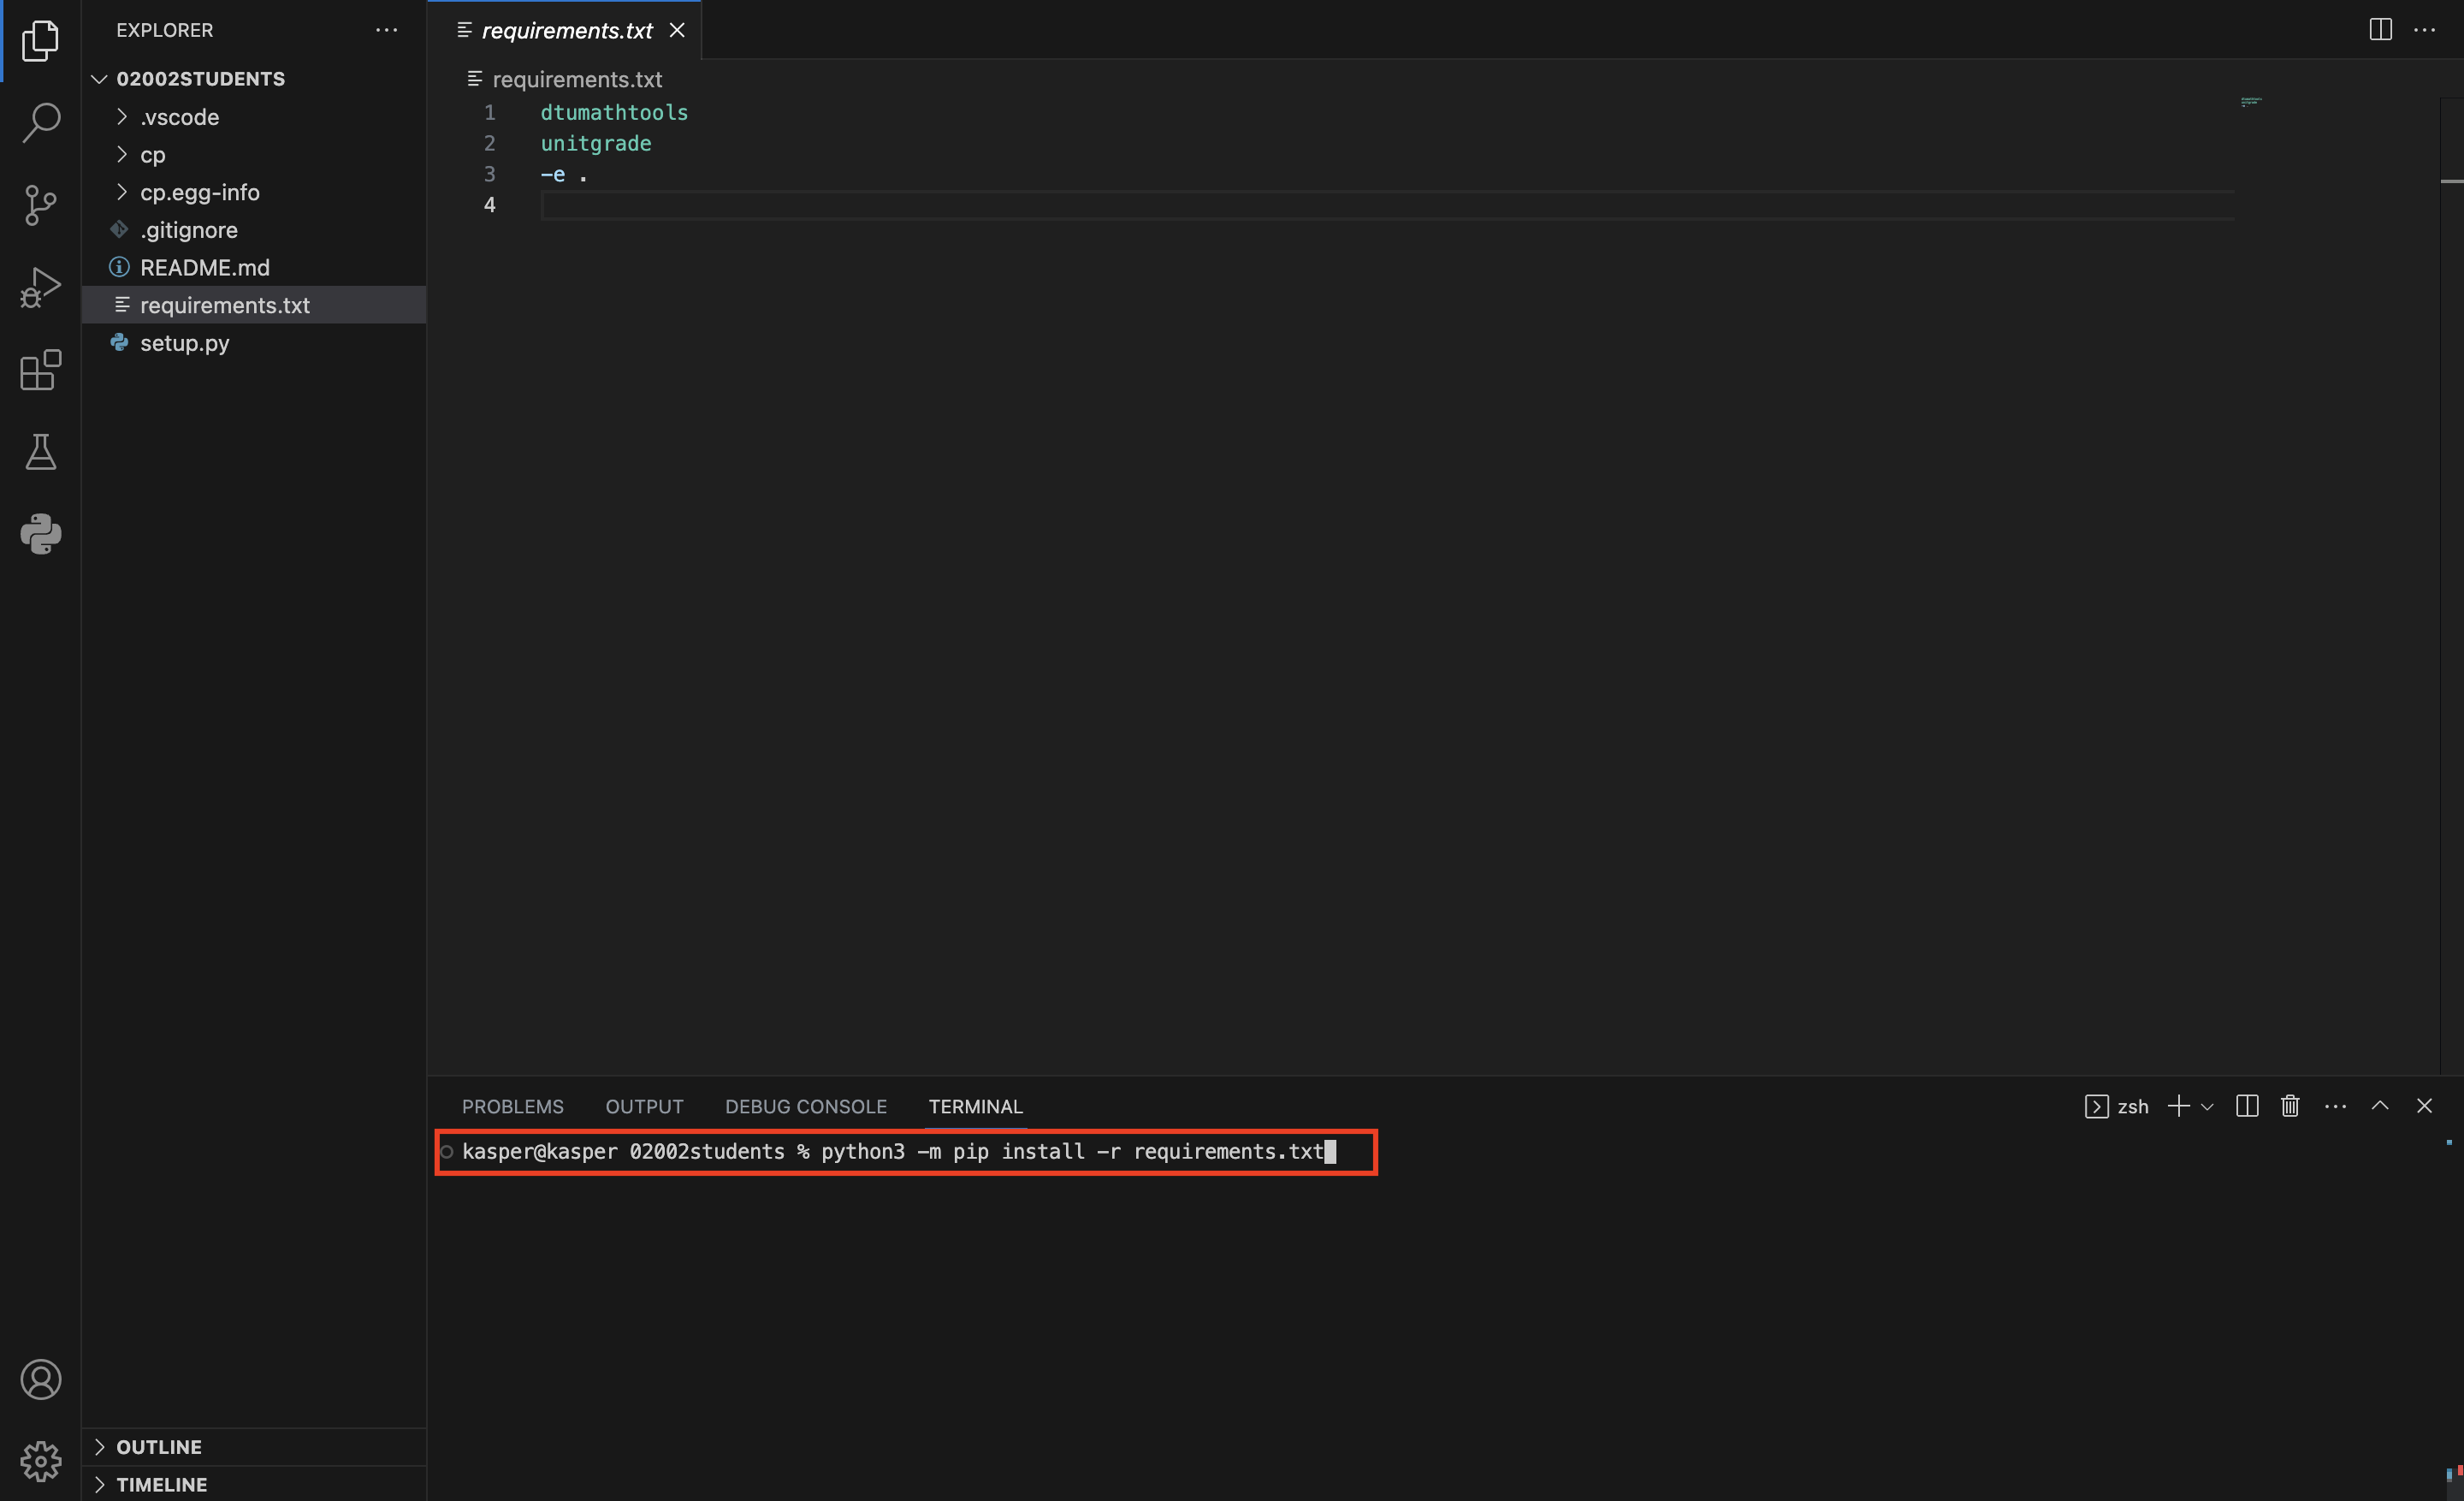 EXPLORER
02002STUDENTS
.vscode
cp
cp.egg-info
.gitignore
README.md
requirements.txt
setup.py
OUTLINE
TIMELINE
requirements.txt
requirements.txt
1 dtumathtools
2 unitgrade
3 -e .
4
PROBLEMS OUTPUT DEBUG CONSOLE TERMINAL zsh
kasper@kasper 02002students % python3 -m pip install -r requirements.txt